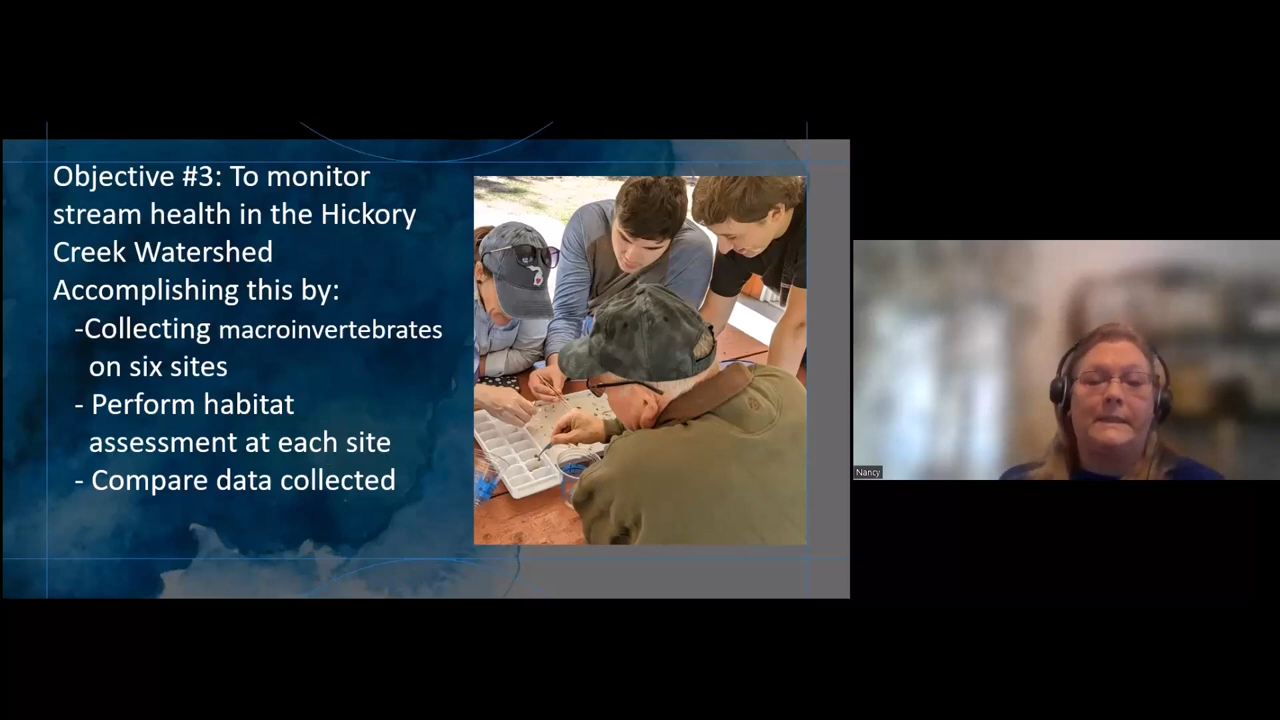 Objective #3: To monitor
stream health in the Hickory
Creek Watershed
Accomplishing this by:
-Collecting macroinvertebrates
on six sites
- Perform habitat
assessment at each site
- Compare data collected
Nancy